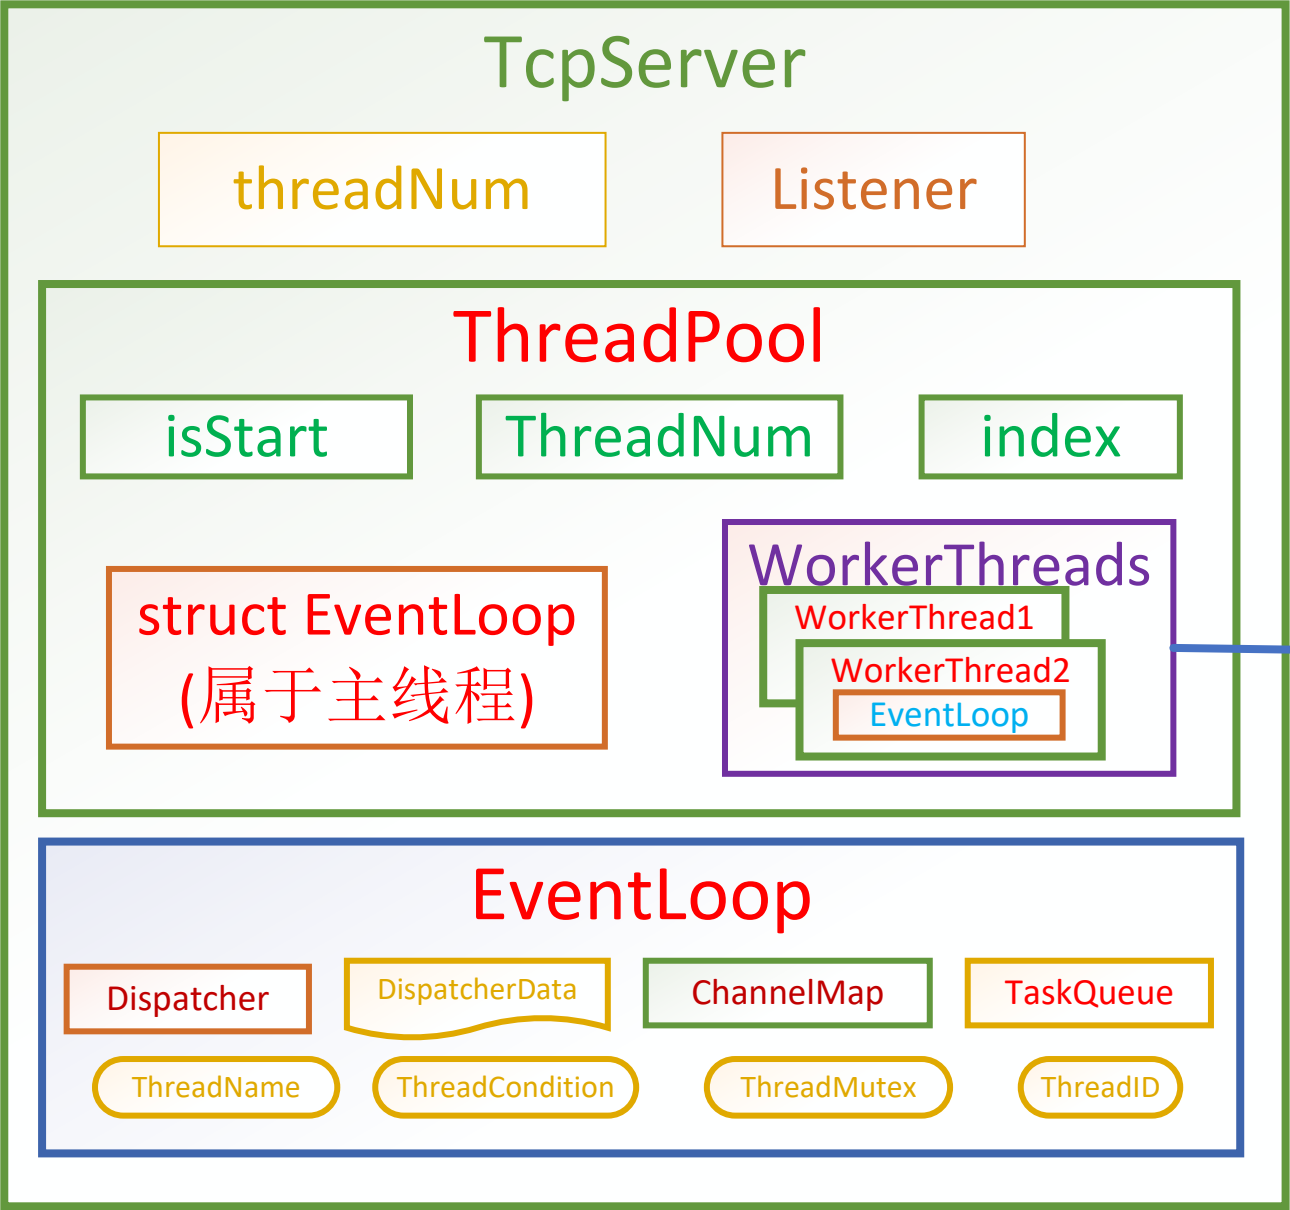 TcpServer
threadNum
Listener
ThreadPool
isStart
ThreadNum
index
struct EventLoop
(属于主线程)
WorkerThreads
WorkerThread1
WorkerThread2
EventLoop
EventLoop
Dispatcher
DispatcherData
ChannelMap
TaskQueue
ThreadName
ThreadCondition
ThreadMutex
ThreadID